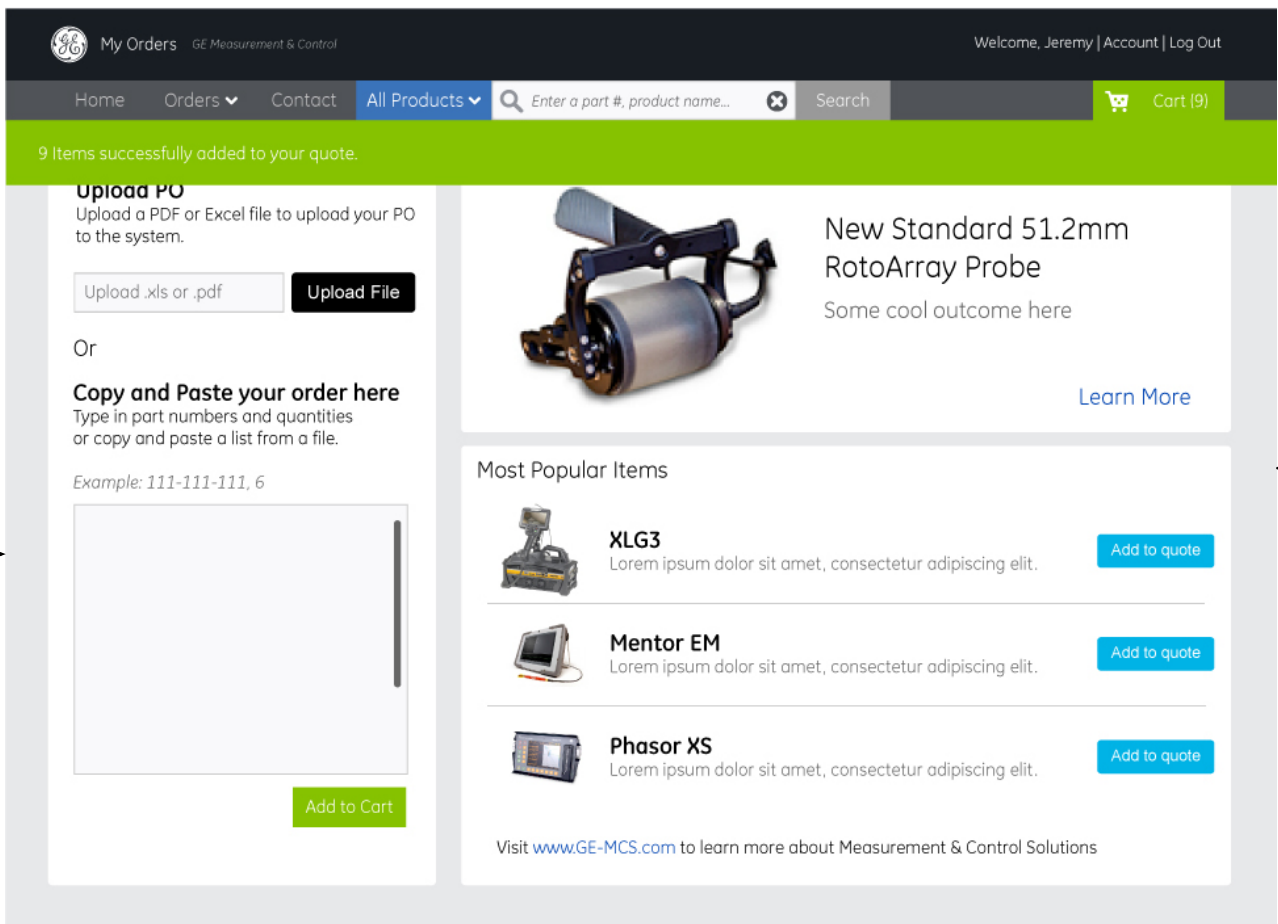 My Orders GE Measurement & Control
Welcome, Jeremy | Account | Log Out
Home Orders Contact All Products Enter a part #, product name... Search Cart (9)
9 Items successfully added to your quote.
Upload PO
Upload a PDF or Excel file to upload your PO
to the system.
Upload .xls or .pdf Upload File
Or
Copy and Paste your order here
Type in part numbers and quantities
or copy and paste a list from a file.
Example: 111-111-111, 6
Add to Cart
New Standard 51.2mm
RotoArray Probe
Some cool outcome here
Learn More
Most Popular Items
XLG3
Lorem ipsum dolor sit amet, consectetur adipiscing elit.
Add to quote
Mentor EM
Lorem ipsum dolor sit amet, consectetur adipiscing elit.
Add to quote
Phasor XS
Lorem ipsum dolor sit amet, consectetur adipiscing elit.
Add to quote
Visit www.GE-MCS.com to learn more about Measurement & Control Solutions